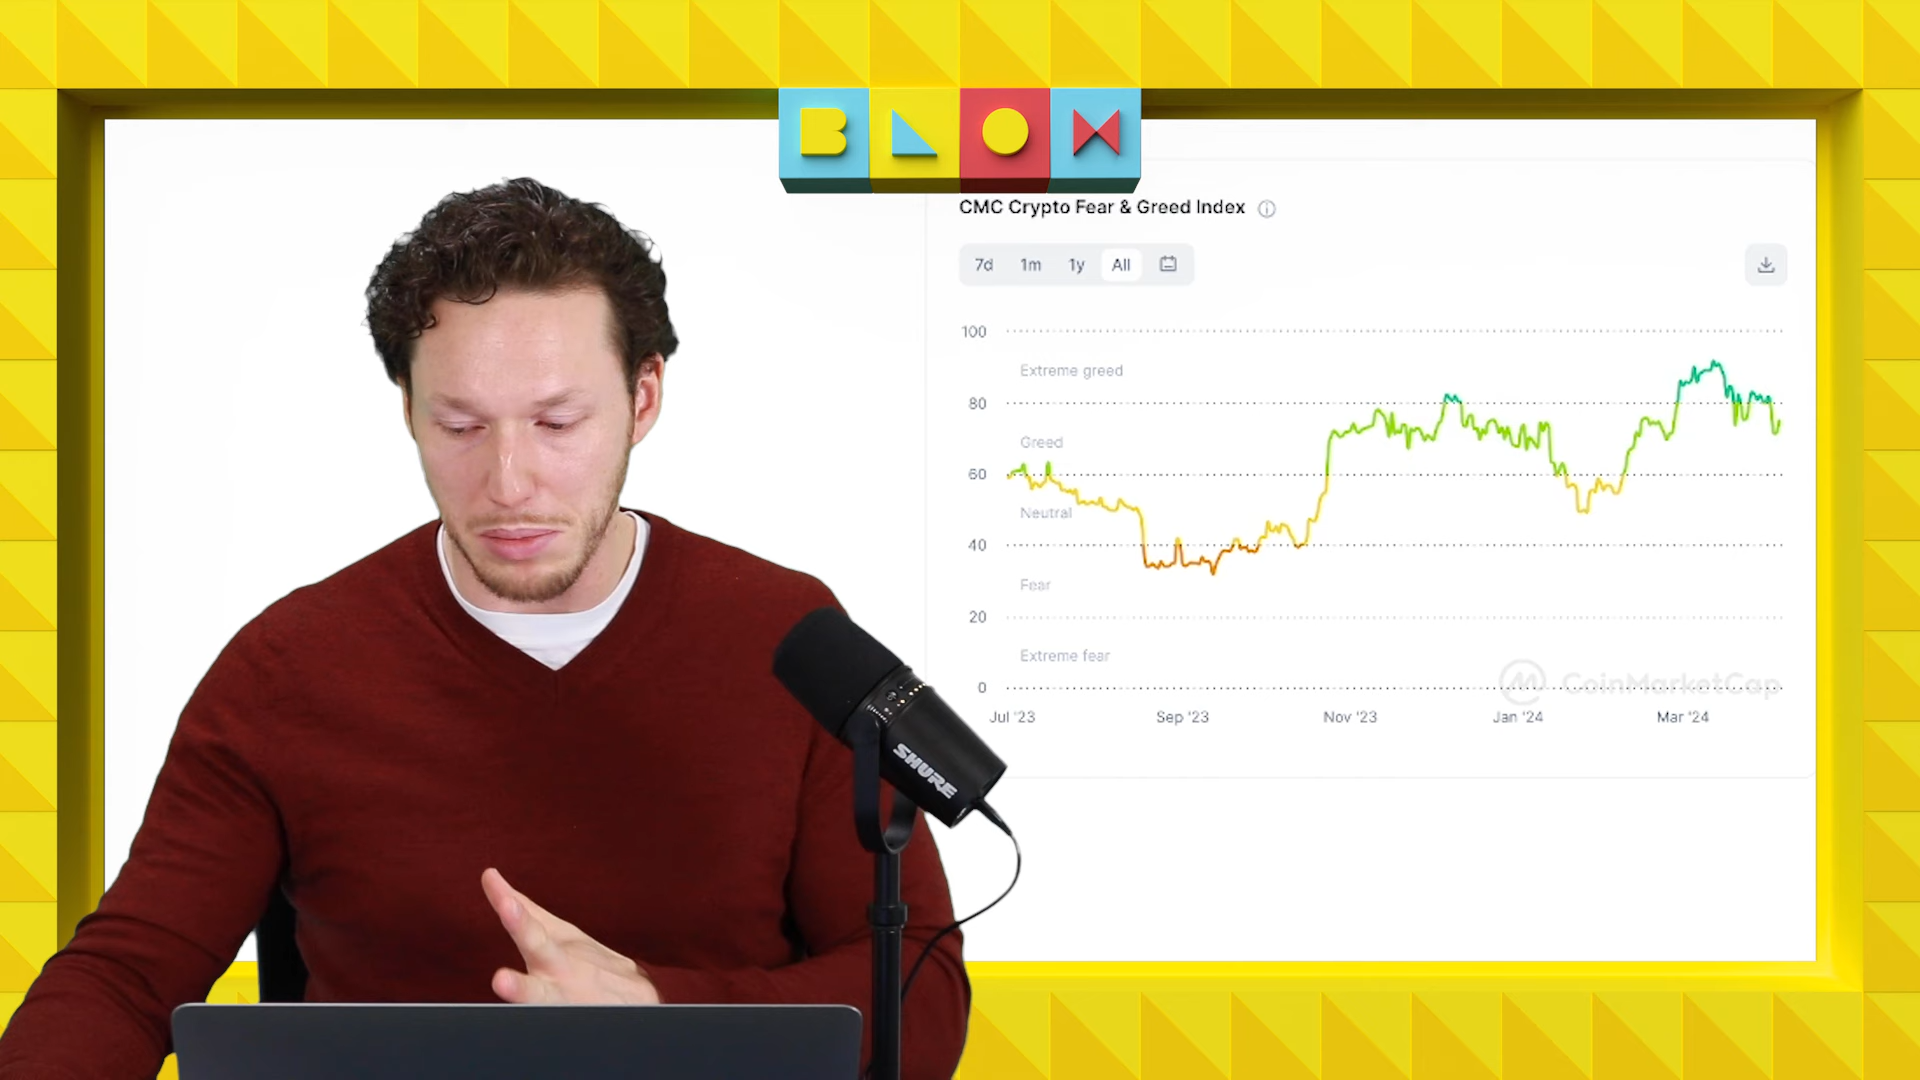 BLOX
CMC Crypto Fear & Greed Index
7d 1m 1y All
100
Extreme greed
80
Greed
60
Neutral
40
Fear
20
Extreme fear
0
CoinMarketCap
Jul '23 Sep '23 Nov '23 Jan '24 Mar '24
SHURE